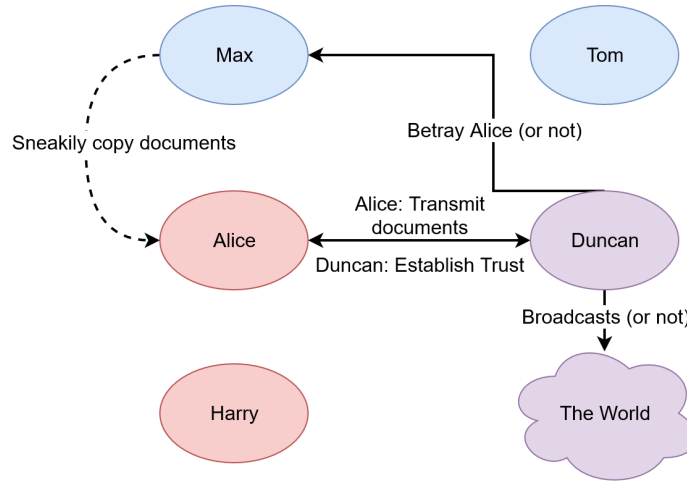 Max
Tom
Betray Alice (or not)
Sneakily copy documents
Alice: Transmit
documents
Alice
Duncan
Duncan: Establish Trust
Broadcasts (or not)
Harry
The World